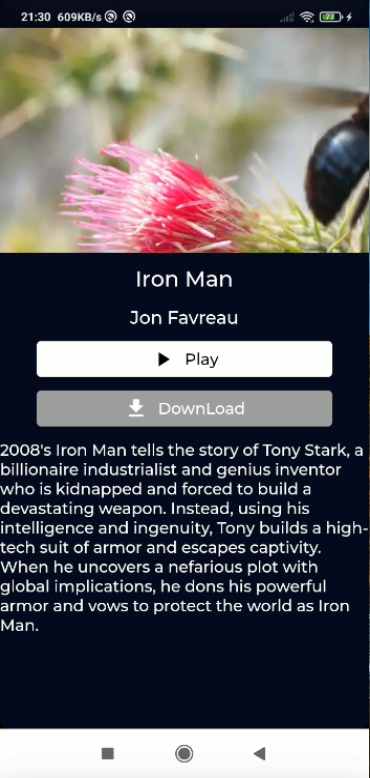 21:30 609KB/s
Iron Man
Jon Favreau
Play
DownLoad
2008's Iron Man tells the story of Tony Stark, a
billionaire industrialist and genius inventor
who is kidnapped and forced to build a
devastating weapon. Instead, using his
intelligence and ingenuity, Tony builds a high-
tech suit of armor and escapes captivity.
When he uncovers a nefarious plot with
global implications, he dons his powerful
armor and vows to protect the world as Iron
Man.